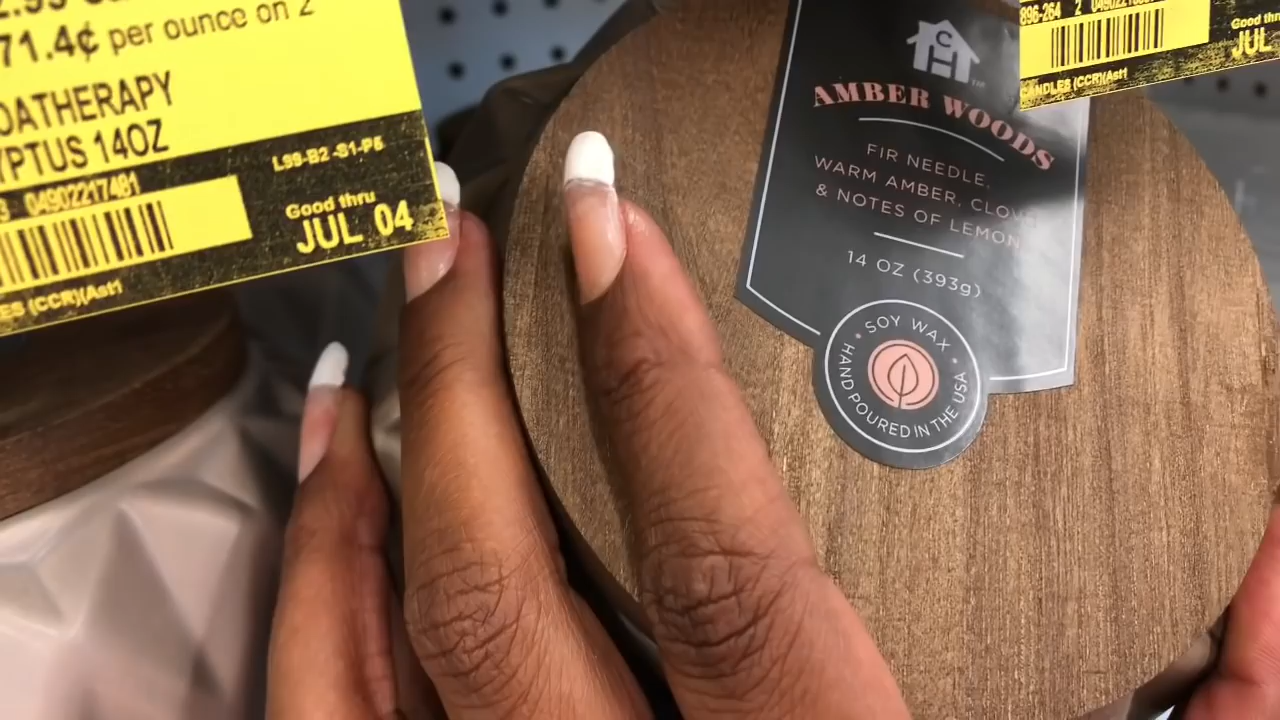 71.4¢ per ounce on 2
OATHERAPY
YPTUS 14OZ
L99-B2 -S1-P5
04902217481
Good thru
JUL 04
ES (CCR)(Ast1
CH
TM
AMBER WOODS
FIR NEEDLE,
WARM AMBER, CLOVE
& NOTES OF LEMON
14 OZ (393g)
SOY WAX
HAND POURED IN THE USA
896-264 2
Good thru
JUL
CANDLES (CCR)(Ast1